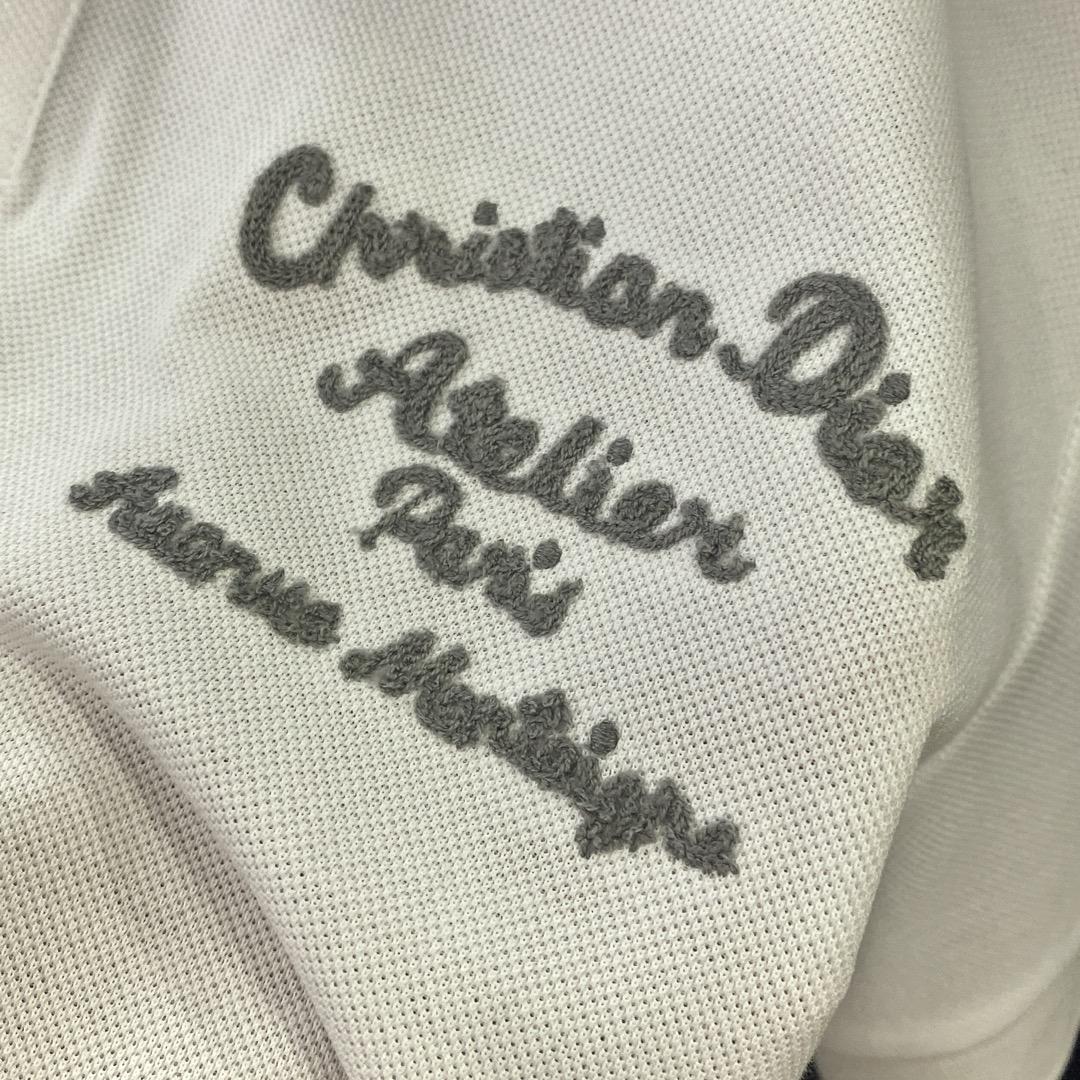 Christian Dior
Atelier
Paris
Avenue Montaigne